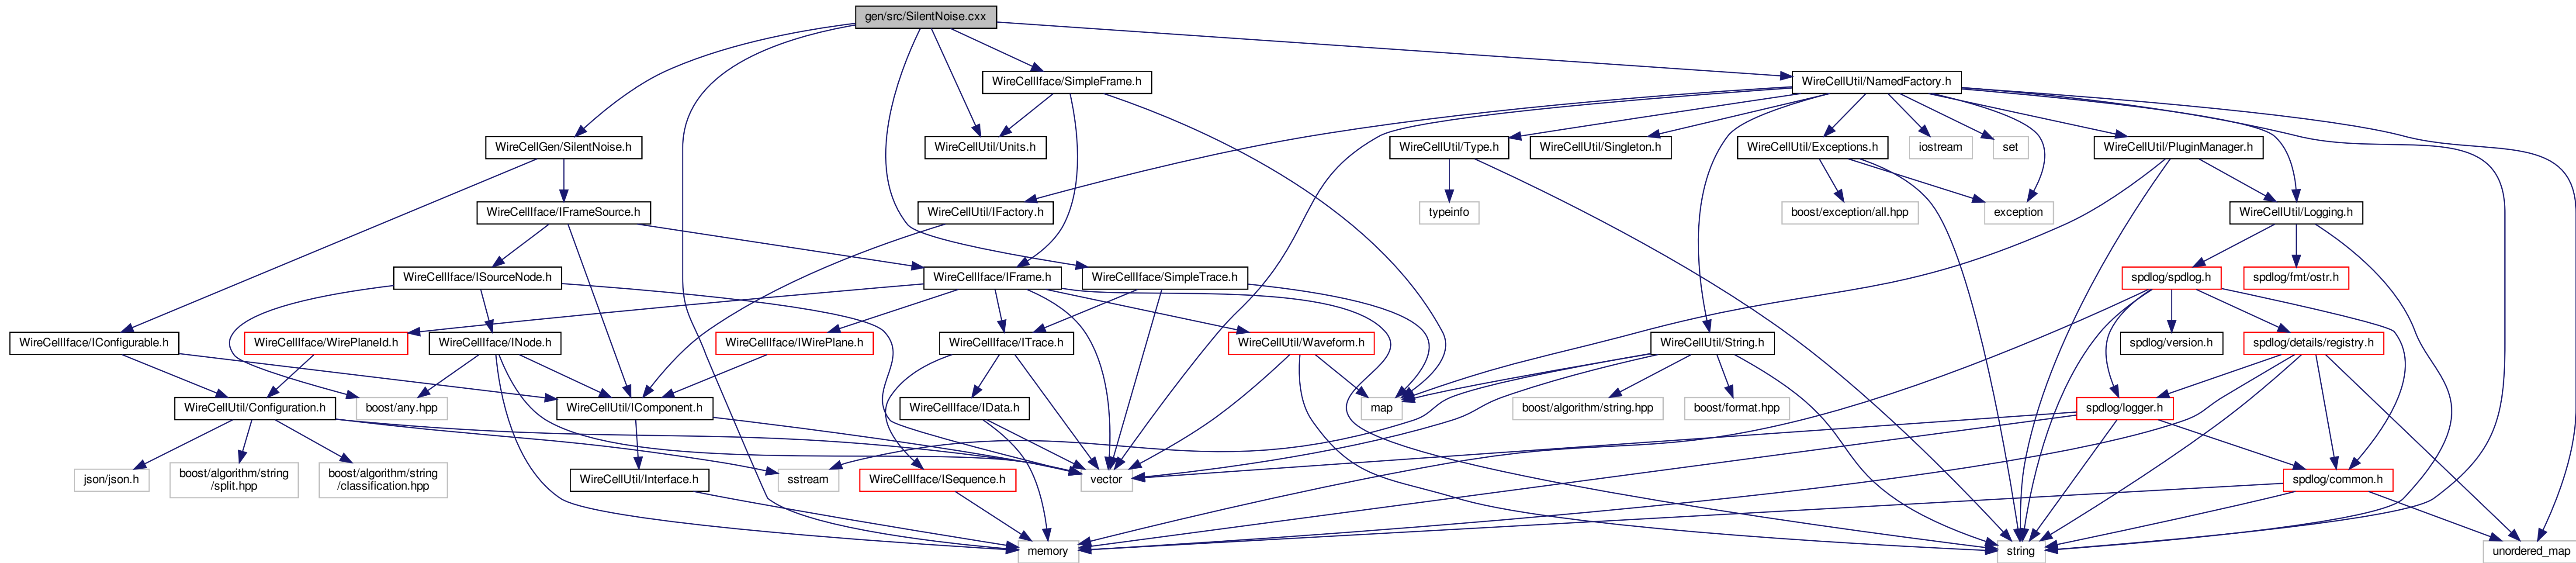 gen/src/SilentNoise.cxx
WireCellIface/SimpleFrame.h
WireCellUtil/NamedFactory.h
WireCellGen/SilentNoise.h
WireCellUtil/Units.h
WireCellUtil/Type.h
WireCellUtil/Singleton.h
WireCellUtil/Exceptions.h
iostream
set
WireCellUtil/PluginManager.h
WireCellIface/IFrameSource.h
WireCellUtil/IFactory.h
typeinfo
boost/exception/all.hpp
exception
WireCellUtil/Logging.h
WireCellIface/ISourceNode.h
WireCellIface/IFrame.h
WireCellIface/SimpleTrace.h
spdlog/spdlog.h
spdlog/fmt/ostr.h
WireCellIface/IConfigurable.h
WireCellIface/WirePlaneId.h
WireCellIface/INode.h
WireCellIface/IWirePlane.h
WireCellIface/ITrace.h
WireCellUtil/Waveform.h
WireCellUtil/String.h
spdlog/version.h
spdlog/details/registry.h
WireCellUtil/Configuration.h
boost/any.hpp
WireCellUtil/IComponent.h
WireCellIface/IData.h
map
boost/algorithm/string.hpp
boost/format.hpp
spdlog/logger.h
json/json.h
boost/algorithm/string
/split.hpp
boost/algorithm/string
/classification.hpp
WireCellUtil/Interface.h
sstream
WireCellIface/ISequence.h
vector
spdlog/common.h
memory
string
unordered_map